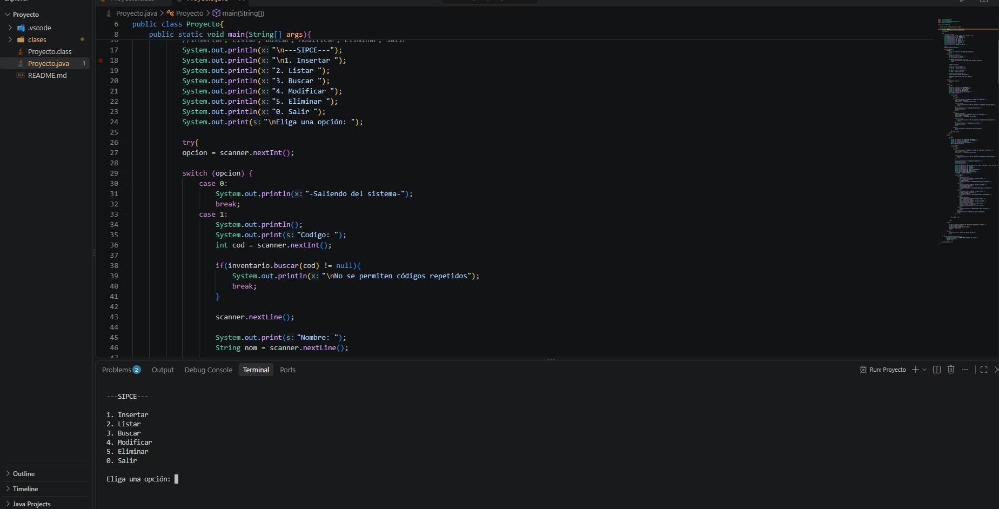 Proyecto
.vscode
clases
Proyecto.class
Proyecto.java 1
README.md
Outline
Timeline
Java Projects
Proyecto.java > Proyecto > main(String[])
6 public class Proyecto{
8 public static void main(String[] args){
16 //Insertar, Listar, Buscar, Modificar, Eliminar, Salir
17 System.out.println(x: "\n---SIPCE---");
18 System.out.println(x: "\n1. Insertar ");
19 System.out.println(x: "2. Listar ");
20 System.out.println(x: "3. Buscar ");
21 System.out.println(x: "4. Modificar ");
22 System.out.println(x: "5. Eliminar ");
23 System.out.println(x: "0. Salir ");
24 System.out.print(s: "\nEliga una opción: ");
25
26 try{
27 opcion = scanner.nextInt();
28
29 switch (opcion) {
30 case 0:
31 System.out.println(x: "-Saliendo del sistema-");
32 break;
33 case 1:
34 System.out.println();
35 System.out.print(s: "Codigo: ");
36 int cod = scanner.nextInt();
37
38 if(inventario.buscar(cod) != null){
39 System.out.println(x: "\nNo se permiten códigos repetidos");
40 break;
41 }
42
43 scanner.nextLine();
44
45 System.out.print(s: "Nombre: ");
46 String nom = scanner.nextLine();
47
Problems 2 Output Debug Console Terminal Ports Run: Proyecto
---SIPCE---
1. Insertar
2. Listar
3. Buscar
4. Modificar
5. Eliminar
0. Salir
Eliga una opción: